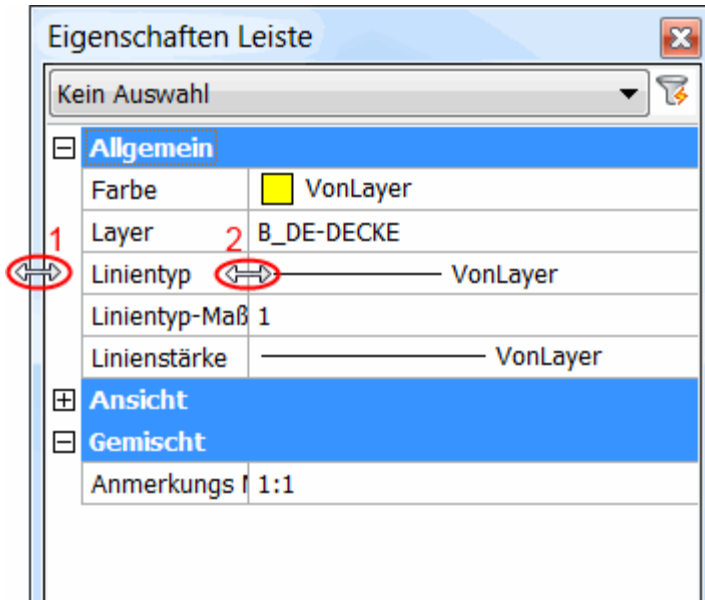 Eigenschaften Leiste
Kein Auswahl
Allgemein
Farbe VonLayer
1 Layer 2 B_DE-DECKE
Linientyp VonLayer
Linientyp-Maß 1
Linienstärke VonLayer
Ansicht
Gemischt
Anmerkungs 1:1